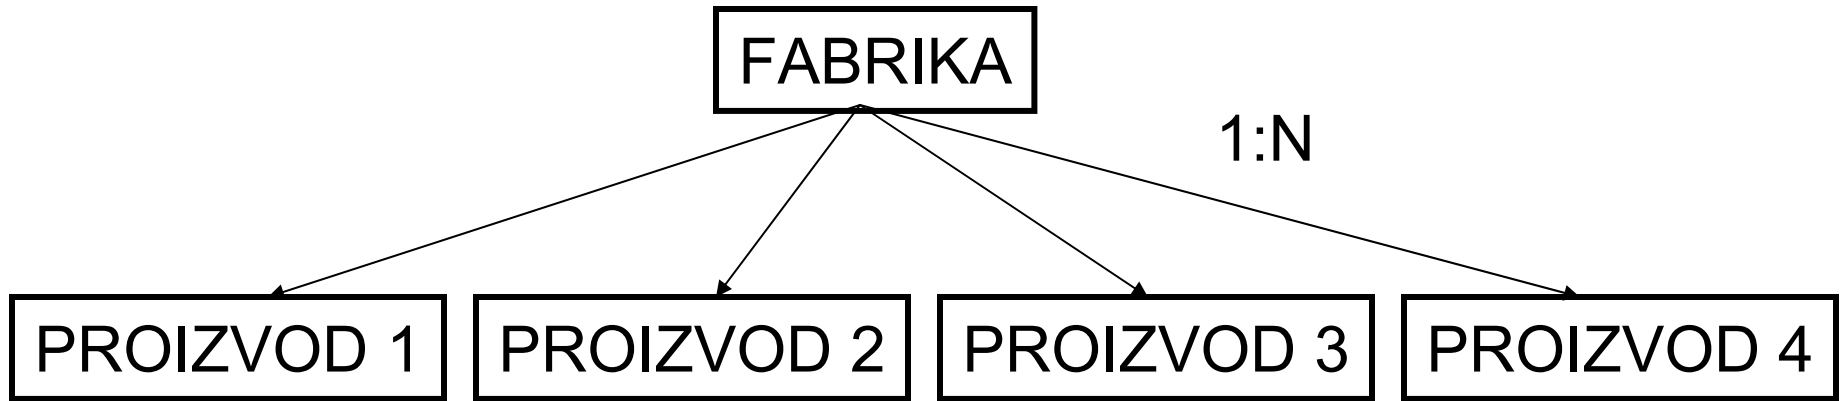 FABRIKA
1:N
PROIZVOD 1
PROIZVOD 2
PROIZVOD 3
PROIZVOD 4